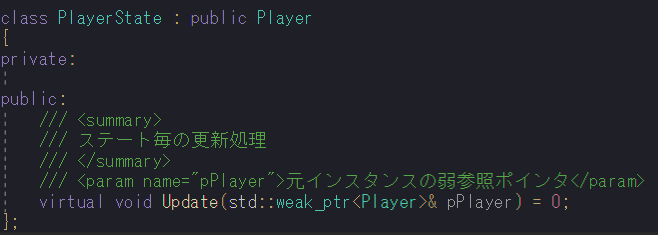 class PlayerState : public Player
{
private:

public:
    /// <summary>
    /// ステート毎の更新処理
    /// </summary>
    /// <param name="pPlayer">元インスタンスの弱参照ポインタ</param>
    virtual void Update(std::weak_ptr<Player>& pPlayer) = 0;
};